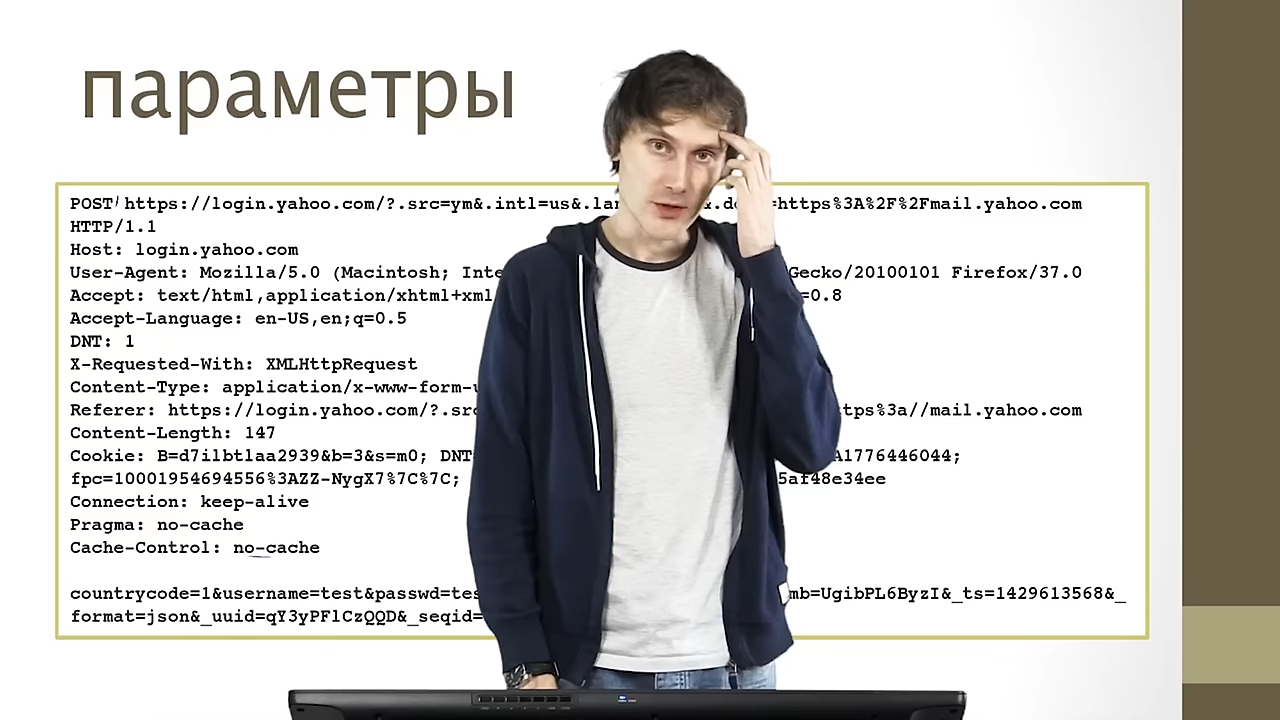 параметры
POST https://login.yahoo.com/?.src=ym&.intl=us&.lan =https%3A%2F%2Fmail.yahoo.com
HTTP/1.1
Host: login.yahoo.com
User-Agent: Mozilla/5.0 (Macintosh; Inte Gecko/20100101 Firefox/37.0
Accept: text/html,application/xhtml+xml =0.8
Accept-Language: en-US,en;q=0.5
DNT: 1
X-Requested-With: XMLHttpRequest
Content-Type: application/x-www-form-u
Referer: https://login.yahoo.com/?.src tps%3a//mail.yahoo.com
Content-Length: 147
Cookie: B=d7ilbtlaa2939&b=3&s=m0; DNT A1776446044;
fpc=10001954694556%3AZZ-NygX7%7C%7C; 5af48e34ee
Connection: keep-alive
Pragma: no-cache
Cache-Control: no-cache
countrycode=1&username=test&passwd=tes mb=UgibPL6ByzI&_ts=1429613568&_
format=json&_uuid=qY3yPFlCzQQD&_seqid=